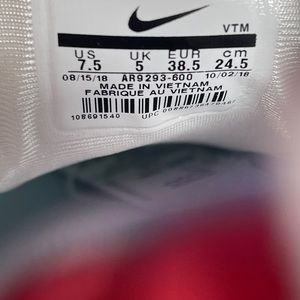 VTM
US UK EUR cm
7.5 5 38.5 24.5
08/15/18 AR9293-600 10/02/18
MADE IN VIETNAM
FABRIQUE AU VIETNAM
108691540 UPC